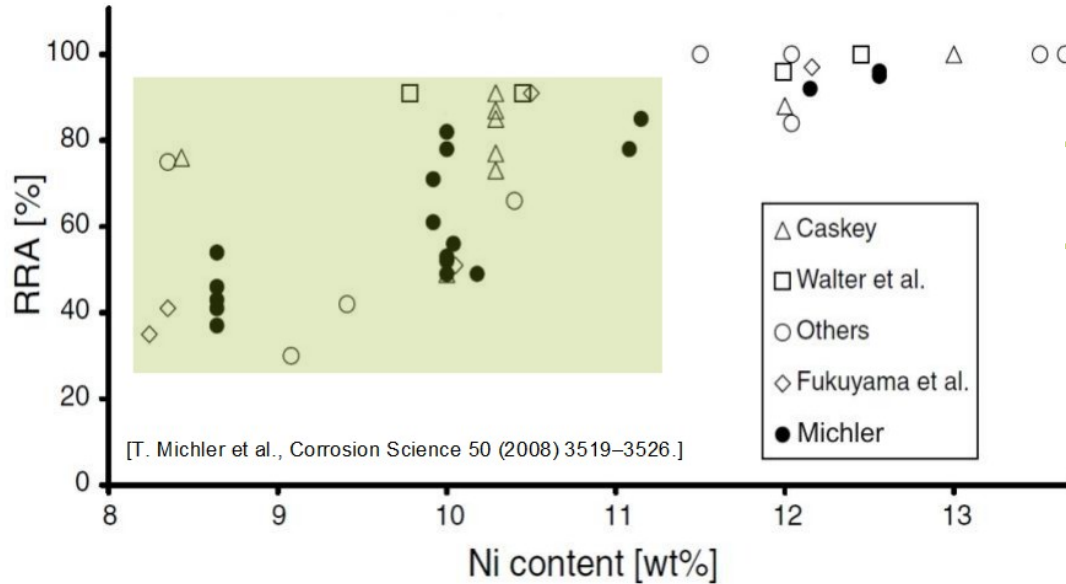 100
80
60
40
20
0
RRA [%]
Caskey
Walter et al.
Others
Fukuyama et al.
Michler
[T. Michler et al., Corrosion Science 50 (2008) 3519–3526.]
8 9 10 11 12 13
Ni content [wt%]